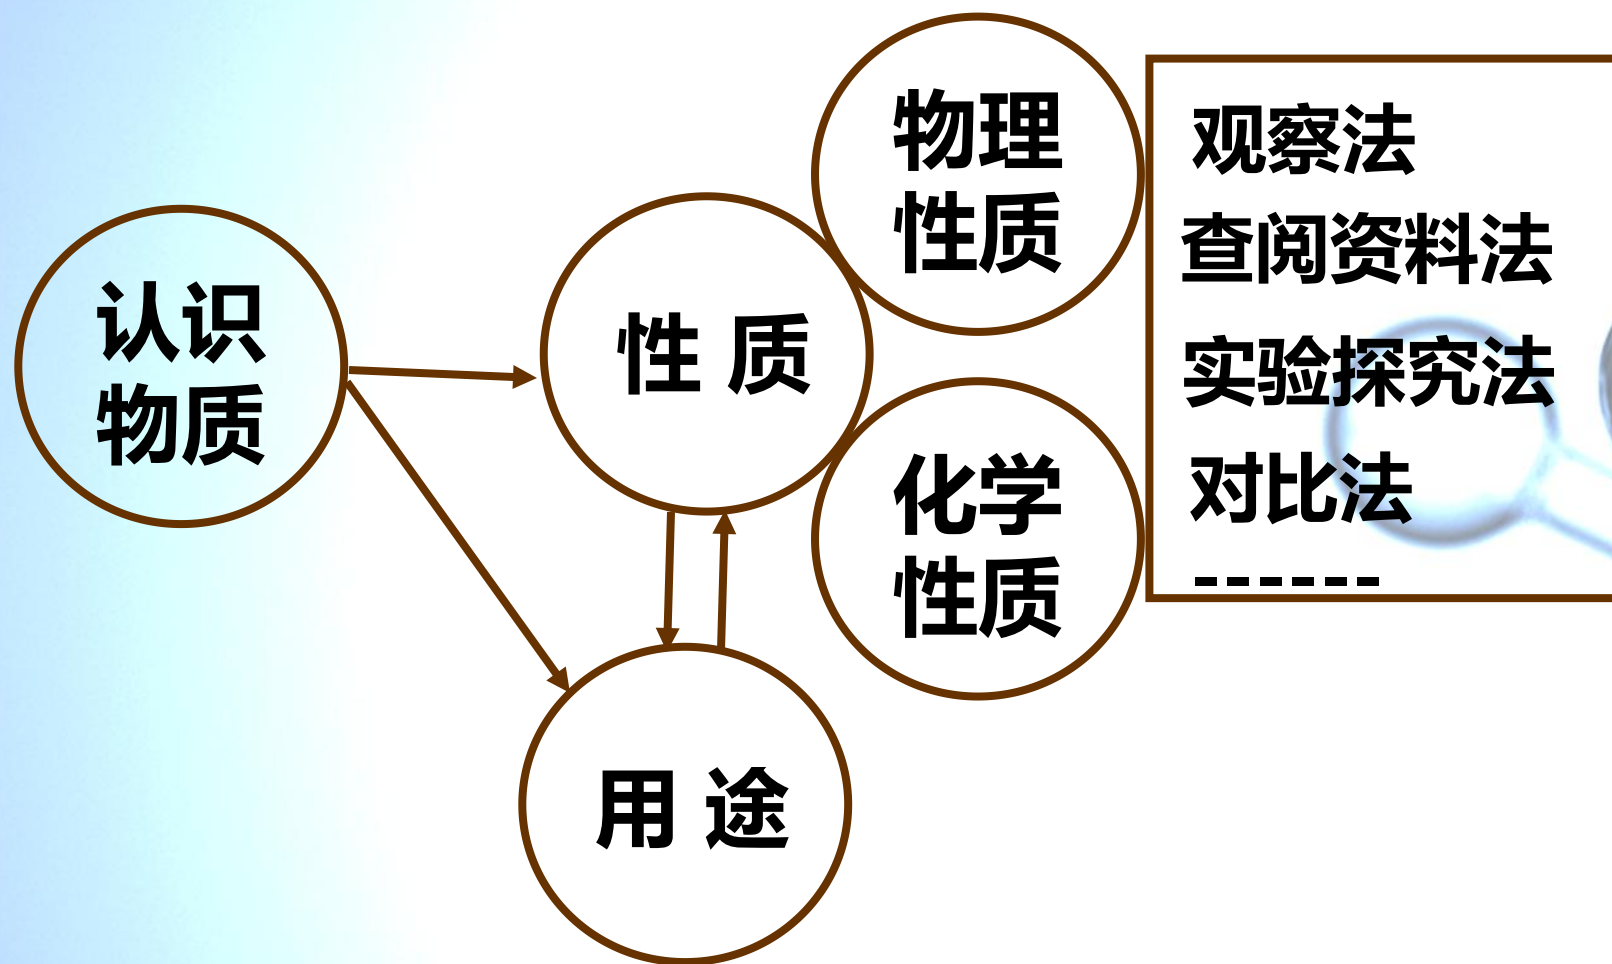 认识
物质
性 质
用 途
物理
性质
化学
性质
观察法
查阅资料法
实验探究法
对比法
------